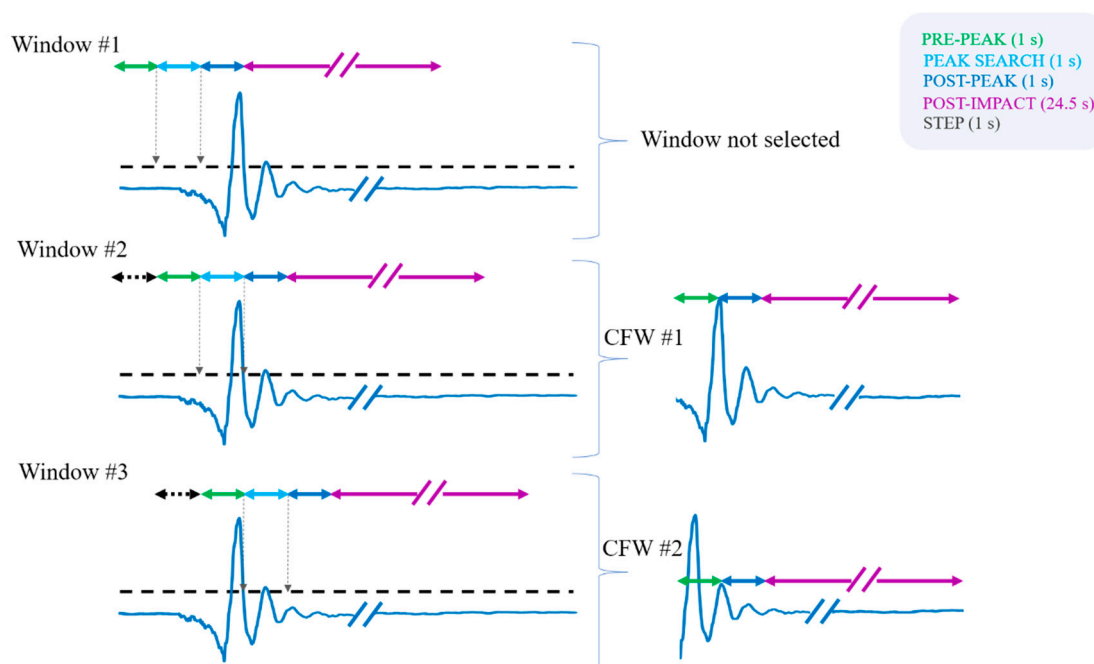 Window #1
PRE-PEAK (1 s)
PEAK SEARCH (1 s)
POST-PEAK (1 s)
POST-IMPACT (24.5 s)
STEP (1 s)
Window not selected
Window #2
CFW #1
Window #3
CFW #2